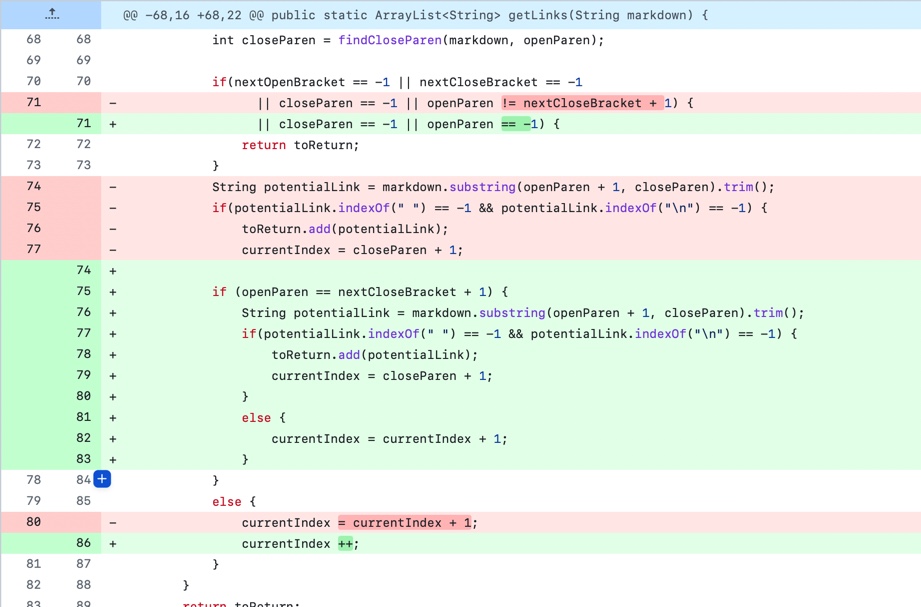 @@ -68,16 +68,22 @@ public static ArrayList<String> getLinks(String markdown) {
68 68 int closeParen = findCloseParen(markdown, openParen);
69 69
70 70 if(nextOpenBracket == -1 || nextCloseBracket == -1
71 - || closeParen == -1 || openParen != nextCloseBracket + 1) {
71 + || closeParen == -1 || openParen == -1) {
72 72 return toReturn;
73 73 }
74 - String potentialLink = markdown.substring(openParen + 1, closeParen).trim();
75 - if(potentialLink.indexOf(" ") == -1 && potentialLink.indexOf("\n") == -1) {
76 - toReturn.add(potentialLink);
77 - currentIndex = closeParen + 1;
74 +
75 + if (openParen == nextCloseBracket + 1) {
76 + String potentialLink = markdown.substring(openParen + 1, closeParen).trim();
77 + if(potentialLink.indexOf(" ") == -1 && potentialLink.indexOf("\n") == -1) {
78 + toReturn.add(potentialLink);
79 + currentIndex = closeParen + 1;
80 + }
81 + else {
82 + currentIndex = currentIndex + 1;
83 + }
78 84 + }
79 85 else {
80 - currentIndex = currentIndex + 1;
86 + currentIndex ++;
81 87 }
82 88 }
83 89 return toReturn;